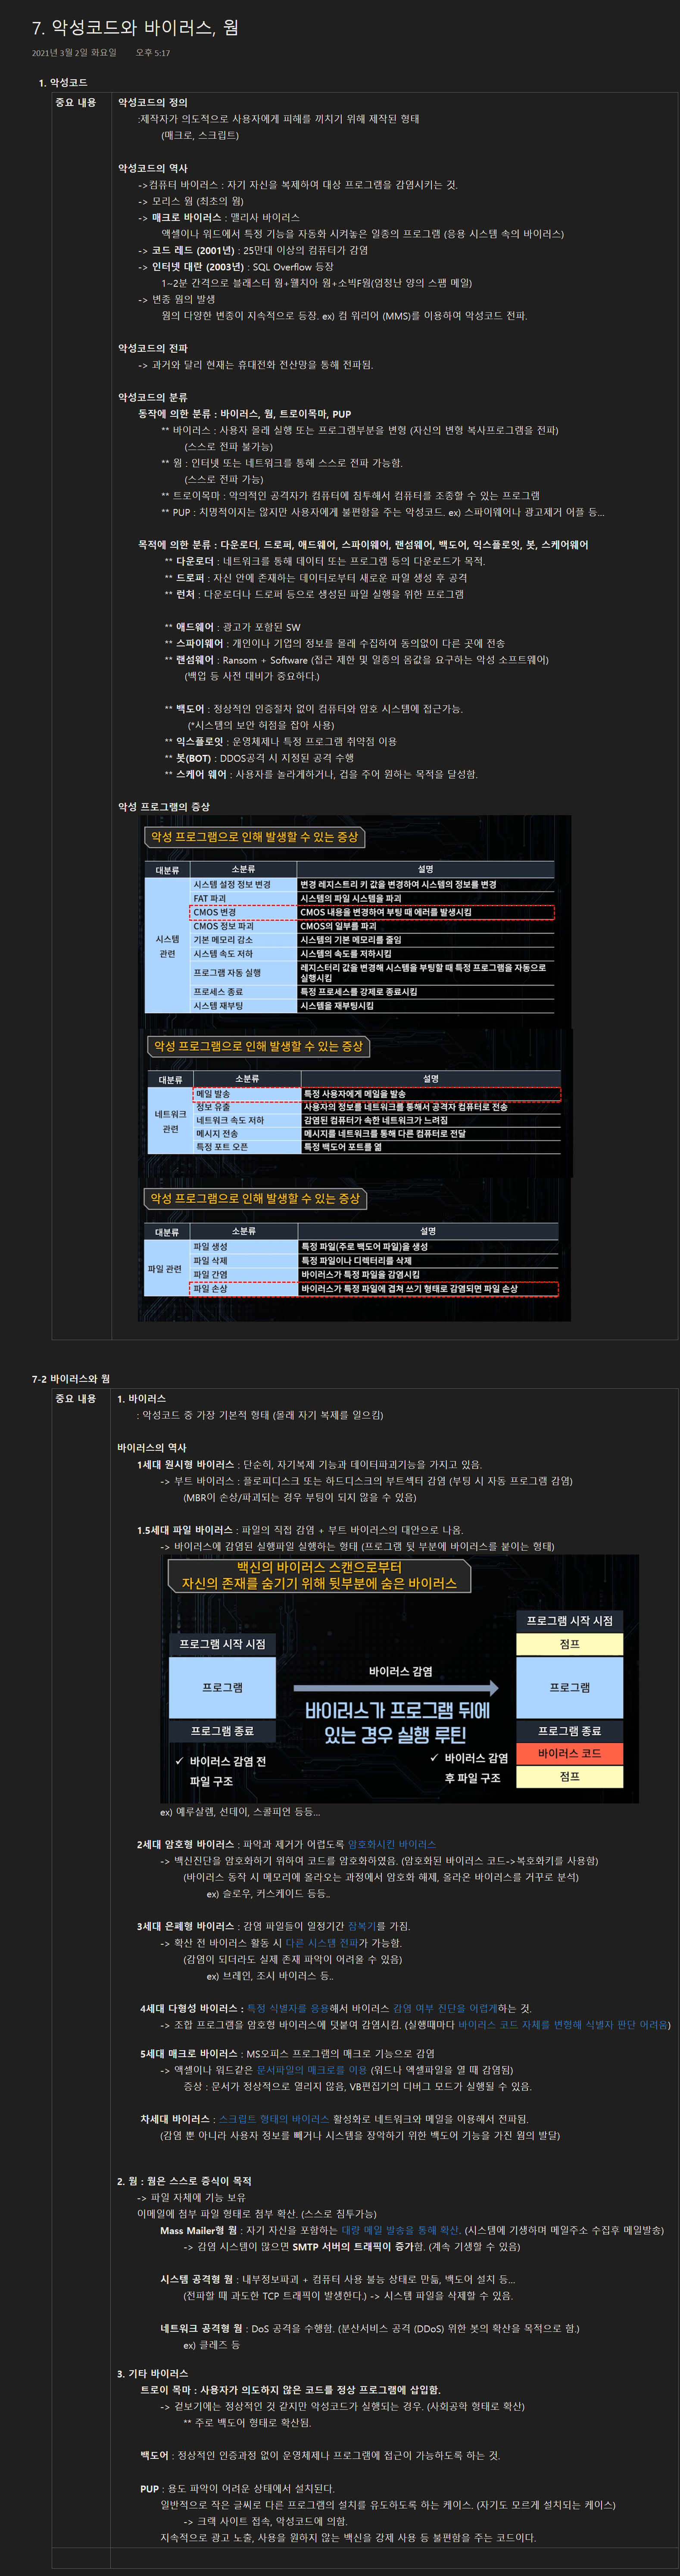 7. 악성코드와 바이러스, 웜
2021년 3월 2일 화요일 오후 5:17
1. 악성코드
중요 내용
악성코드의 정의
:제작자가 의도적으로 사용자에게 피해를 끼치기 위해 제작된 형태
(매크로, 스크립트)
악성코드의 역사
->컴퓨터 바이러스 : 자기 자신을 복제하여 대상 프로그램을 감염시키는 것.
-> 모리스 웜 (최초의 웜)
-> 매크로 바이러스 : 맬리사 바이러스
액셀이나 워드에서 특정 기능을 자동화 시켜놓은 일종의 프로그램 (응용 시스템 속의 바이러스)
-> 코드 레드 (2001년) : 25만대 이상의 컴퓨터가 감염
-> 인터넷 대란 (2003년) : SQL Overflow 등장
1~2분 간격으로 블래스터 웜+웰치아 웜+소빅F웜(엄청난 양의 스팸 메일)
-> 변종 웜의 발생
웜의 다양한 변종이 지속적으로 등장. ex) 컴 워리어 (MMS)를 이용하여 악성코드 전파.
악성코드의 전파
-> 과거와 달리 현재는 휴대전화 전산망을 통해 전파됨.
악성코드의 분류
동작에 의한 분류 : 바이러스, 웜, 트로이목마, PUP
** 바이러스 : 사용자 몰래 실행 또는 프로그램부분을 변형 (자신의 변형 복사프로그램을 전파)
(스스로 전파 불가능)
** 웜 : 인터넷 또는 네트워크를 통해 스스로 전파 가능함.
(스스로 전파 가능)
** 트로이목마 : 악의적인 공격자가 컴퓨터에 침투해서 컴퓨터를 조종할 수 있는 프로그램
** PUP : 치명적이지는 않지만 사용자에게 불편함을 주는 악성코드. ex) 스파이웨어나 광고제거 어플 등...
목적에 의한 분류 : 다운로더, 드로퍼, 애드웨어, 스파이웨어, 랜섬웨어, 백도어, 익스플로잇, 봇, 스케어웨어
** 다운로더 : 네트워크를 통해 데이터 또는 프로그램 등의 다운로드가 목적.
** 드로퍼 : 자신 안에 존재하는 데이터로부터 새로운 파일 생성 후 공격
** 런처 : 다운로더나 드로퍼 등으로 생성된 파일 실행을 위한 프로그램
** 애드웨어 : 광고가 포함된 SW
** 스파이웨어 : 개인이나 기업의 정보를 몰래 수집하여 동의없이 다른 곳에 전송
** 랜섬웨어 : Ransom + Software (접근 제한 및 일종의 몸값을 요구하는 악성 소프트웨어)
(백업 등 사전 대비가 중요하다.)
** 백도어 : 정상적인 인증절차 없이 컴퓨터와 암호 시스템에 접근가능.
(*시스템의 보안 허점을 잡아 사용)
** 익스플로잇 : 운영체제나 특정 프로그램 취약점 이용
** 봇(BOT) : DDOS공격 시 지정된 공격 수행
** 스케어 웨어 : 사용자를 놀라게하거나, 겁을 주어 원하는 목적을 달성함.
악성 프로그램의 증상
악성 프로그램으로 인해 발생할 수 있는 증상
대분류 소분류 설명
시스템 관련
시스템 설정 정보 변경 변경 레지스트리 키 값을 변경하여 시스템의 정보를 변경
FAT 파괴 시스템의 파일 시스템을 파괴
CMOS 변경 CMOS 내용을 변경하여 부팅 때 에러를 발생시킴
CMOS 정보 파괴 CMOS의 일부를 파괴
기본 메모리 감소 시스템의 기본 메모리를 줄임
시스템 속도 저하 시스템의 속도를 저하시킴
프로그램 자동 실행 레지스터리 값을 변경해 시스템을 부팅할 때 특정 프로그램을 자동으로
실행시킴
프로세스 종료 특정 프로세스를 강제로 종료시킴
시스템 재부팅 시스템을 재부팅시킴
악성 프로그램으로 인해 발생할 수 있는 증상
대분류 소분류 설명
네트워크 관련
메일 발송 특정 사용자에게 메일을 발송
정보 유출 사용자의 정보를 네트워크를 통해서 공격자 컴퓨터로 전송
네트워크 속도 저하 감염된 컴퓨터가 속한 네트워크가 느려짐
메시지 전송 메시지를 네트워크를 통해 다른 컴퓨터로 전달
특정 포트 오픈 특정 백도어 포트를 엶
악성 프로그램으로 인해 발생할 수 있는 증상
대분류 소분류 설명
파일 관련
파일 생성 특정 파일(주로 백도어 파일)을 생성
파일 삭제 특정 파일이나 디렉터리를 삭제
파일 간염 바이러스가 특정 파일을 감염시킴
파일 손상 바이러스가 특정 파일에 겹쳐 쓰기 형태로 감염되면 파일 손상
7-2 바이러스와 웜
중요 내용
1. 바이러스
: 악성코드 중 가장 기본적 형태 (몰래 자기 복제를 일으킴)
바이러스의 역사
1세대 원시형 바이러스 : 단순히, 자기복제 기능과 데이터파괴기능을 가지고 있음.
-> 부트 바이러스 : 플로피디스크 또는 하드디스크의 부트섹터 감염 (부팅 시 자동 프로그램 감염)
(MBR이 손상/파괴되는 경우 부팅이 되지 않을 수 있음)
1.5세대 파일 바이러스 : 파일의 직접 감염 + 부트 바이러스의 대안으로 나옴.
-> 바이러스에 감염된 실행파일 실행하는 형태 (프로그램 뒷 부분에 바이러스를 붙이는 형태)
백신의 바이러스 스캔으로부터
자신의 존재를 숨기기 위해 뒷부분에 숨은 바이러스
프로그램 시작 시점
프로그램
프로그램 종료
✓ 바이러스 감염 전
파일 구조
바이러스 감염
바이러스가 프로그램 뒤에
있는 경우 실행 루틴
프로그램 시작 시점
점프
프로그램
프로그램 종료
바이러스 코드
점프
✓ 바이러스 감염
후 파일 구조
ex) 예루살렘, 선데이, 스콜피언 등등...
2세대 암호형 바이러스 : 파악과 제거가 어렵도록 암호화시킨 바이러스
-> 백신진단을 암호화하기 위하여 코드를 암호화하였음. (암호화된 바이러스 코드->복호화키를 사용함)
(바이러스 동작 시 메모리에 올라오는 과정에서 암호화 해제, 올라온 바이러스를 거꾸로 분석)
ex) 슬로우, 커스케이드 등등..
3세대 은폐형 바이러스 : 감염 파일들이 일정기간 잠복기를 가짐.
-> 확산 전 바이러스 활동 시 다른 시스템 전파가 가능함.
(감염이 되더라도 실제 존재 파악이 어려울 수 있음)
ex) 브레인, 조시 바이러스 등..
4세대 다형성 바이러스 : 특정 식별자를 응용해서 바이러스 감염 여부 진단을 어렵게하는 것.
-> 조합 프로그램을 암호형 바이러스에 덧붙여 감염시킴. (실행때마다 바이러스 코드 자체를 변형해 식별자 판단 어려움)
5세대 매크로 바이러스 : MS오피스 프로그램의 매크로 기능으로 감염
-> 액셀이나 워드같은 문서파일의 매크로를 이용 (워드나 엑셀파일을 열 때 감염됨)
증상 : 문서가 정상적으로 열리지 않음, VB편집기의 디버그 모드가 실행될 수 있음.
차세대 바이러스 : 스크립트 형태의 바이러스 활성화로 네트워크와 메일을 이용해서 전파됨.
(감염 뿐 아니라 사용자 정보를 빼거나 시스템을 장악하기 위한 백도어 기능을 가진 웜의 발달)
2. 웜 : 웜은 스스로 증식이 목적
-> 파일 자체에 기능 보유
이메일에 첨부 파일 형태로 첨부 확산. (스스로 침투가능)
Mass Mailer형 웜 : 자기 자신을 포함하는 대량 메일 발송을 통해 확산. (시스템에 기생하며 메일주소 수집후 메일발송)
-> 감염 시스템이 많으면 SMTP 서버의 트래픽이 증가함. (계속 기생할 수 있음)
시스템 공격형 웜 : 내부정보파괴 + 컴퓨터 사용 불능 상태로 만듦, 백도어 설치 등...
(전파할 때 과도한 TCP 트래픽이 발생한다.) -> 시스템 파일을 삭제할 수 있음.
네트워크 공격형 웜 : DoS 공격을 수행함. (분산서비스 공격 (DDoS) 위한 봇의 확산을 목적으로 함.)
ex) 클레즈 등
3. 기타 바이러스
트로이 목마 : 사용자가 의도하지 않은 코드를 정상 프로그램에 삽입함.
-> 겉보기에는 정상적인 것 같지만 악성코드가 실행되는 경우. (사회공학 형태로 확산)
** 주로 백도어 형태로 확산됨.
백도어 : 정상적인 인증과정 없이 운영체제나 프로그램에 접근이 가능하도록 하는 것.
PUP : 용도 파악이 어려운 상태에서 설치된다.
일반적으로 작은 글씨로 다른 프로그램의 설치를 유도하도록 하는 케이스. (자기도 모르게 설치되는 케이스)
-> 크랙 사이트 접속, 악성코드에 의함.
지속적으로 광고 노출, 사용을 원하지 않는 백신을 강제 사용 등 불편함을 주는 코드이다.